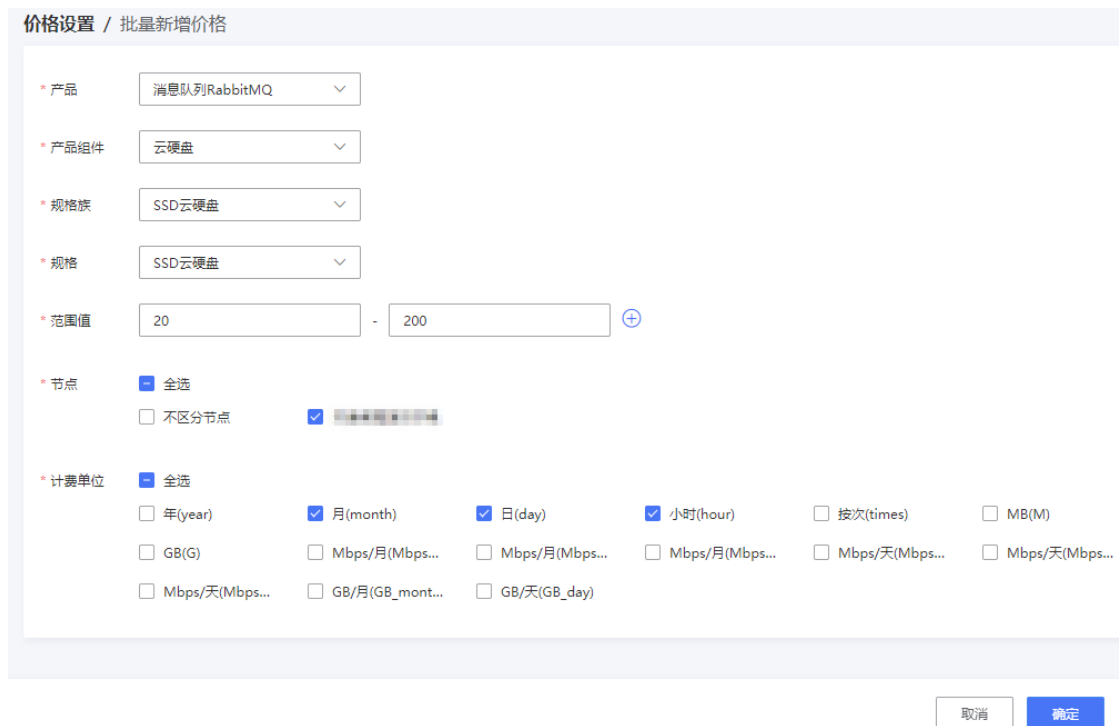 价格设置 / 批量新增价格
* 产品 消息队列RabbitMQ
* 产品组件 云硬盘
* 规格族 SSD云硬盘
* 规格 SSD云硬盘
* 范围值 20 - 200
* 节点 全选
不区分节点
* 计费单位 全选
年(year) 月(month) 日(day) 小时(hour) 按次(times) MB(M)
GB(G) Mbps/月(Mbps... Mbps/月(Mbps... Mbps/月(Mbps... Mbps/天(Mbps... Mbps/天(Mbps...
Mbps/天(Mbps... GB/月(GB_mont... GB/天(GB_day)
取消 确定